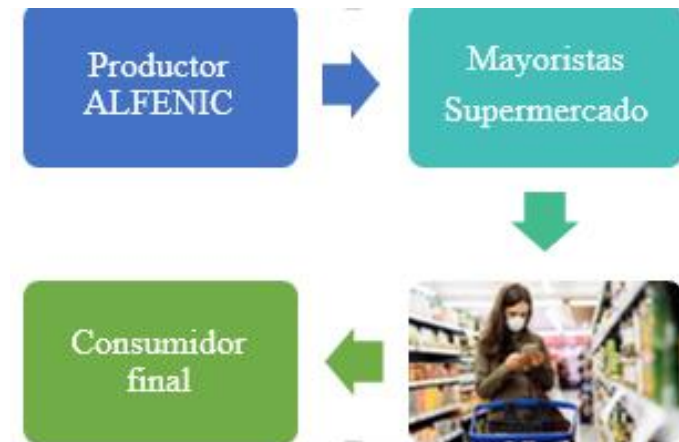 Productor
ALFENIC
Mayoristas
Supermercado
Consumidor
final